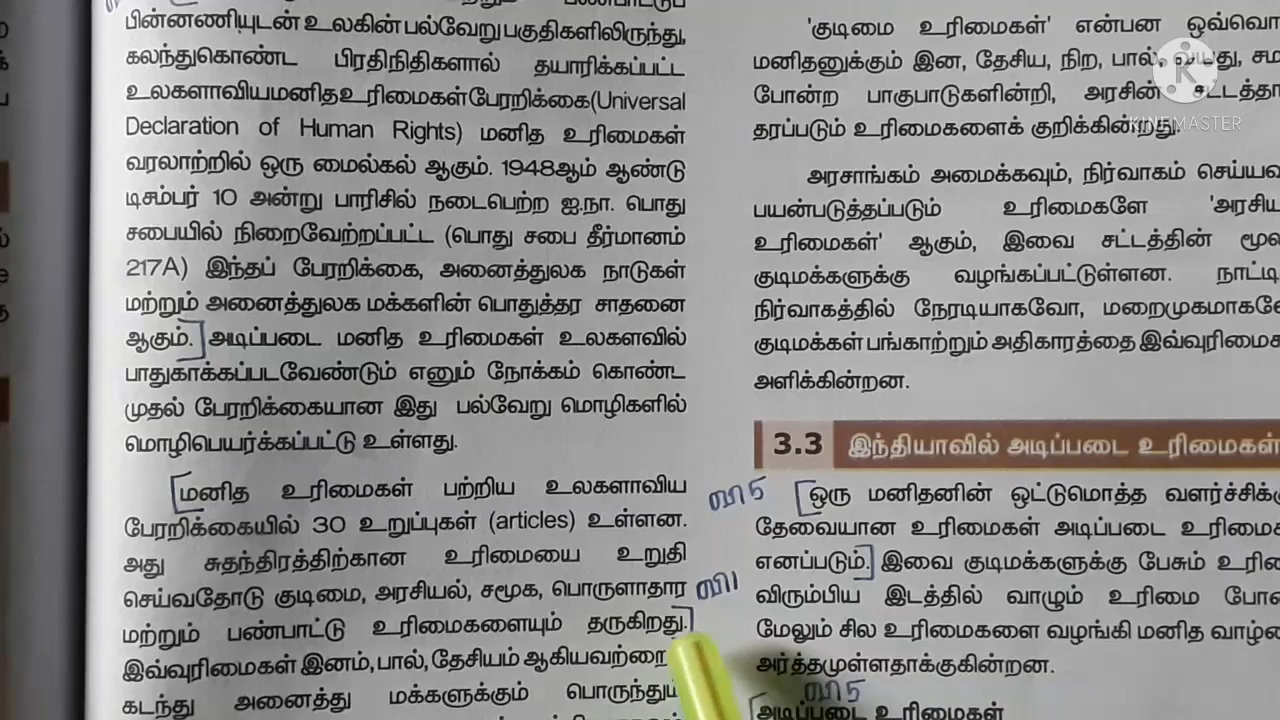 பின்னணியுடன் உலகின் பல்வேறு பகுதிகளிலிருந்து,
கலந்துகொண்ட பிரதிநிதிகளால் தயாரிக்கப்பட்ட
உலகளாவிய மனித உரிமைகள் பேரறிக்கை (Universal
Declaration of Human Rights) மனித உரிமைகள்
வரலாற்றில் ஒரு மைல்கல் ஆகும். 1948ஆம் ஆண்டு
டிசம்பர் 10 அன்று பாரிசில் நடைபெற்ற ஐ.நா. பொது
சபையில் நிறைவேற்றப்பட்ட (பொது சபை தீர்மானம்
217A) இந்தப் பேரறிக்கை, அனைத்துலக நாடுகள்
மற்றும் அனைத்துலக மக்களின் பொதுத்தர சாதனை
ஆகும். அடிப்படை மனித உரிமைகள் உலகளவில்
பாதுகாக்கப்படவேண்டும் எனும் நோக்கம் கொண்ட
முதல் பேரறிக்கையான இது பல்வேறு மொழிகளில்
மொழிபெயர்க்கப்பட்டு உள்ளது.
மனித உரிமைகள் பற்றிய உலகளாவிய
பேரறிக்கையில் 30 உறுப்புகள் (articles) உள்ளன.
அது சுதந்திரத்திற்கான உரிமையை உறுதி
செய்வதோடு குடிமை, அரசியல், சமூக, பொருளாதார
மற்றும் பண்பாட்டு உரிமைகளையும் தருகிறது.
இவ்வுரிமைகள் இனம், பால், தேசியம் ஆகியவற்றை
கடந்து அனைத்து மக்களுக்கும் பொருந்தும்
'குடிமை உரிமைகள்' என்பன ஒவ்வொ
மனிதனுக்கும் இன, தேசிய, நிற, பால், வயது, சம
போன்ற பாகுபாடுகளின்றி, அரசின் சட்டத்தா
தரப்படும் உரிமைகளைக் குறிக்கின்றது.
அரசாங்கம் அமைக்கவும், நிர்வாகம் செய்யவ
பயன்படுத்தப்படும் உரிமைகளே 'அரசிய
உரிமைகள்' ஆகும், இவை சட்டத்தின் மூல
குடிமக்களுக்கு வழங்கப்பட்டுள்ளன. நாட்டி
நிர்வாகத்தில் நேரடியாகவோ, மறைமுகமாகவே
குடிமக்கள் பங்காற்றும் அதிகாரத்தை இவ்வுரிமைக
அளிக்கின்றன.
3.3 இந்தியாவில் அடிப்படை உரிமைகள்
ஒரு மனிதனின் ஒட்டுமொத்த வளர்ச்சிக்கு
தேவையான உரிமைகள் அடிப்படை உரிமைக
எனப்படும். இவை குடிமக்களுக்கு பேசும் உரிமை
விரும்பிய இடத்தில் வாழும் உரிமை போன
மேலும் சில உரிமைகளை வழங்கி மனித வாழ்வை
அர்த்தமுள்ளதாக்குகின்றன.
அடிப்படை உரிமைகள்
KINEMASTER